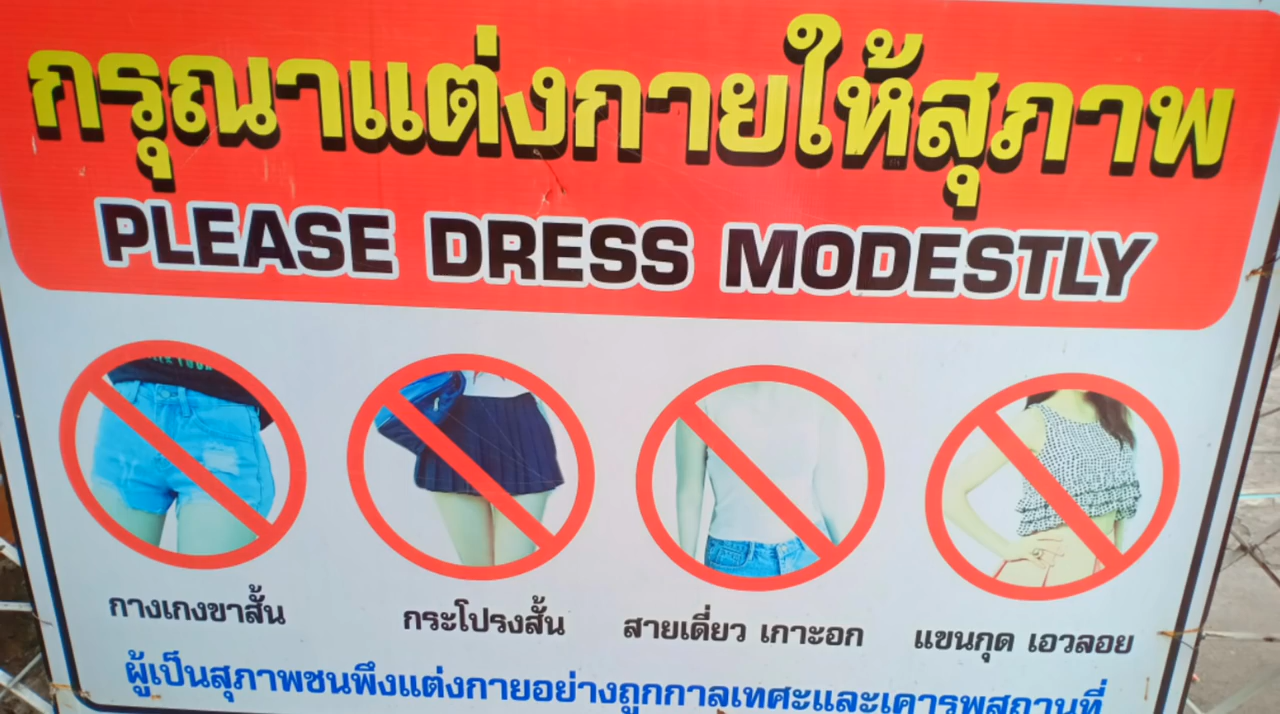 กรุณาแต่งกายให้สุภาพ
PLEASE DRESS MODESTLY
กางเกงขาสั้น
กระโปรงสั้น
สายเดี่ยว เกาะอก
แขนกุด เอวลอย
ผู้เป็นสุภาพชนพึงแต่งกายอย่างถูกกาลเทศะและเคารพสถานที่